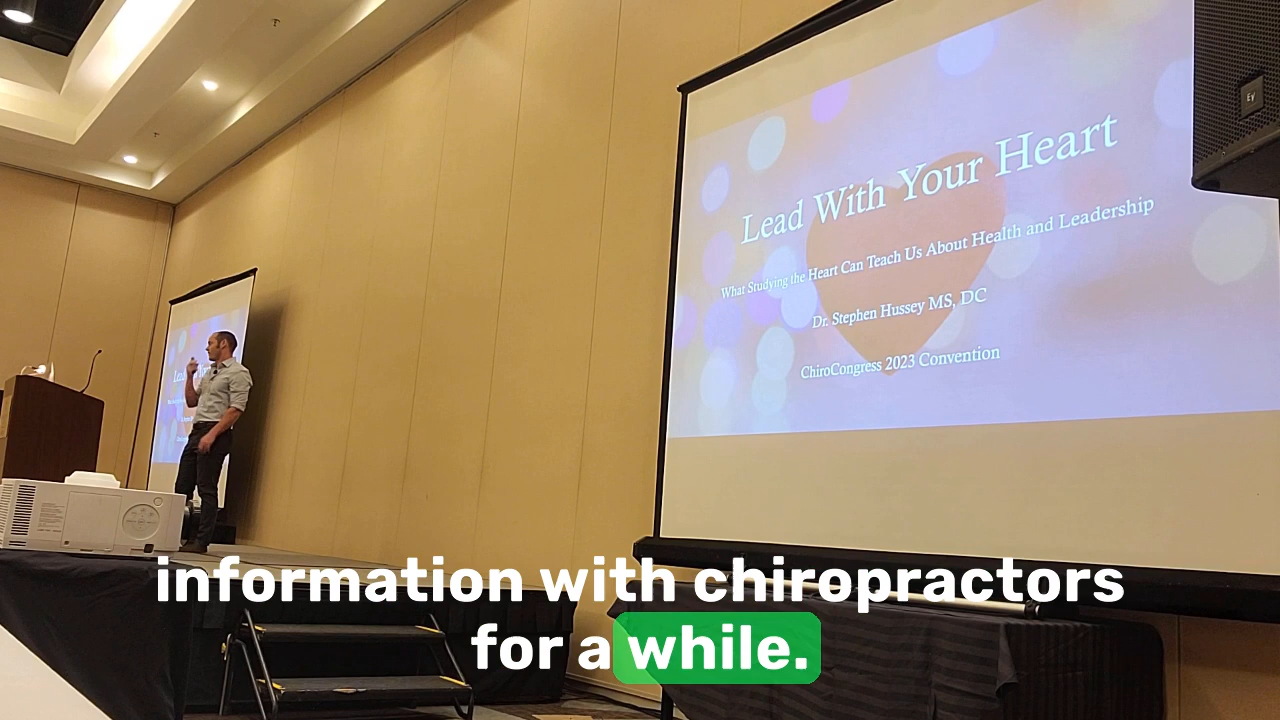 Lead With Your Heart
What Studying the Heart Can Teach Us About Health and Leadership
Dr. Stephen Hussey MS, DC
ChiroCongress 2023 Convention
information with chiropractors
for a while.